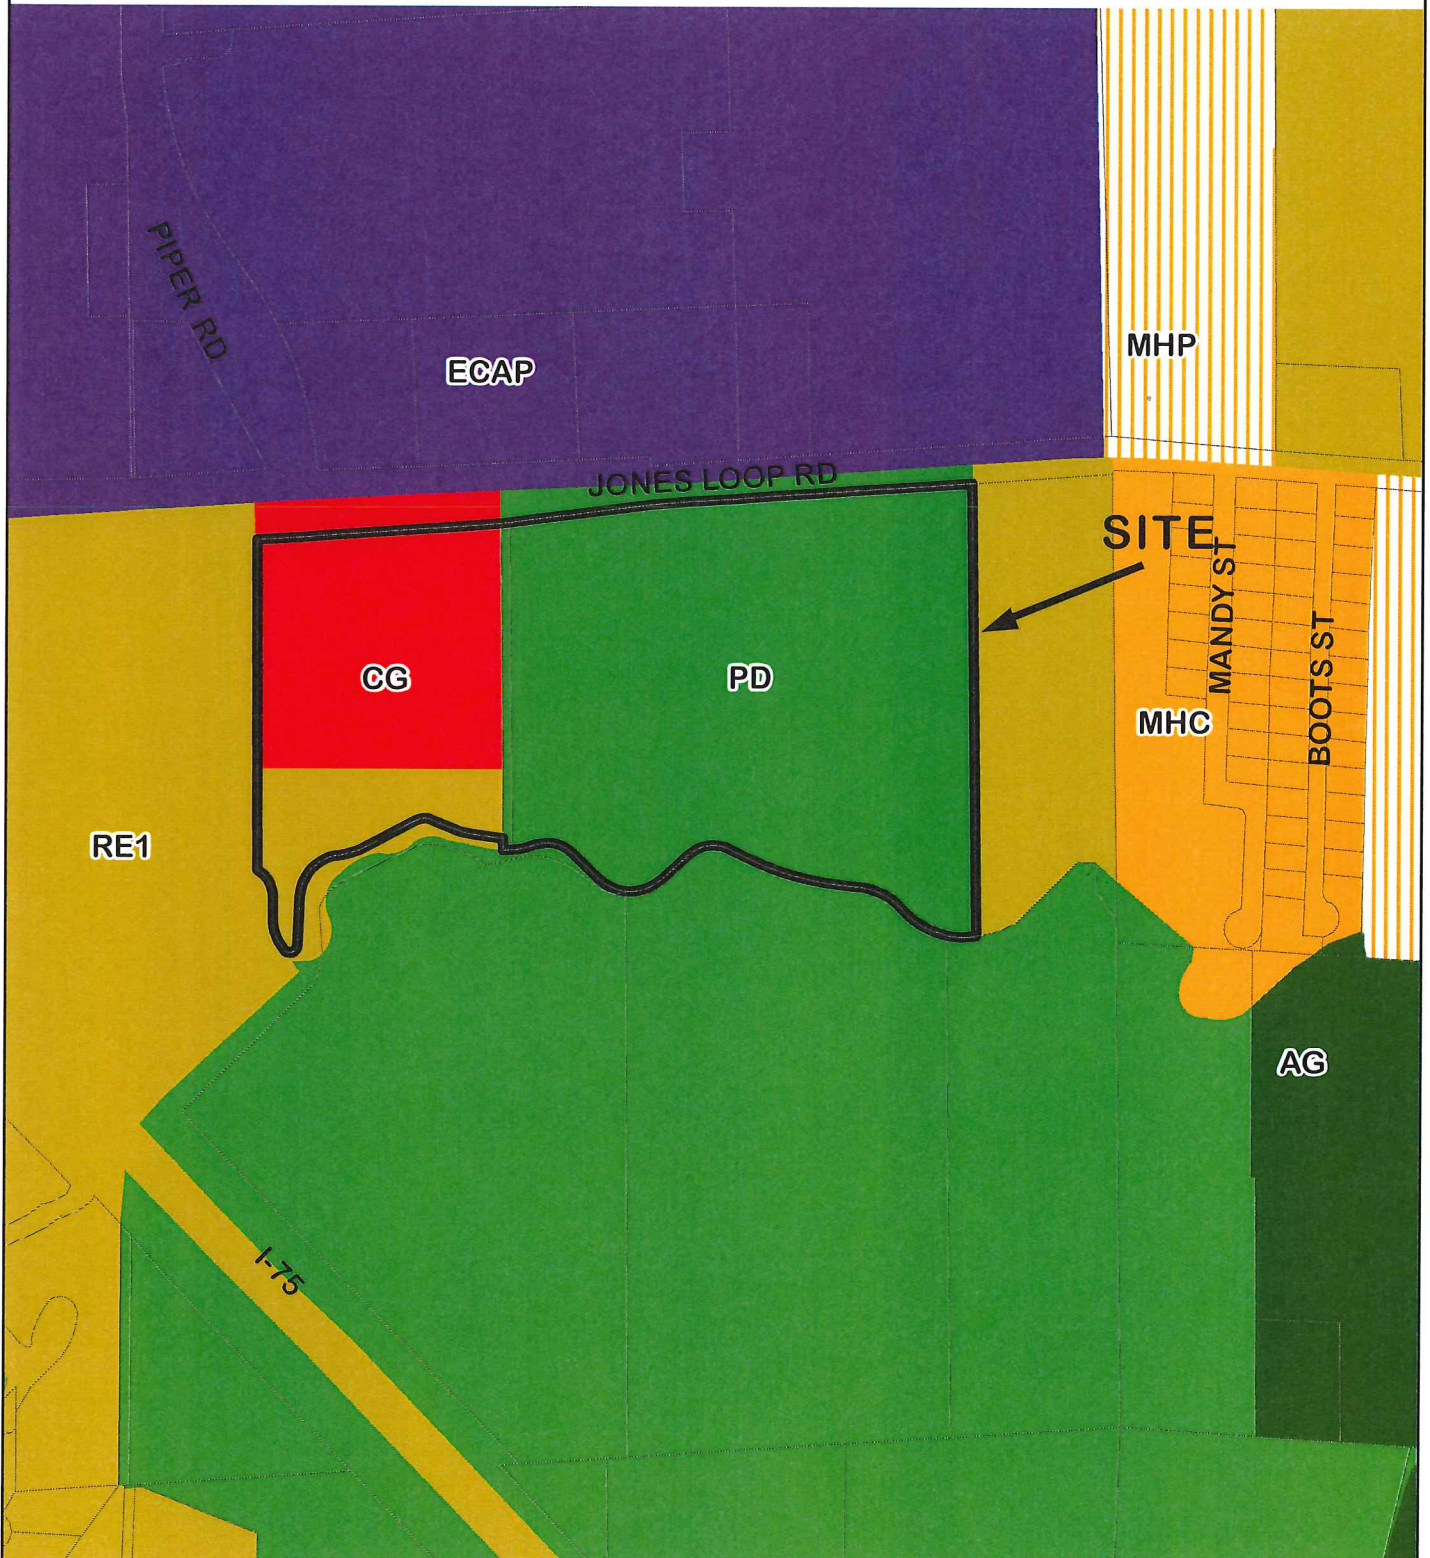 PIPER RD
MHP
ECAP
JONES LOOP RD
SITE
MANDY ST
BOOTS ST
CG
PD
MHC
RE1
AG
I-75